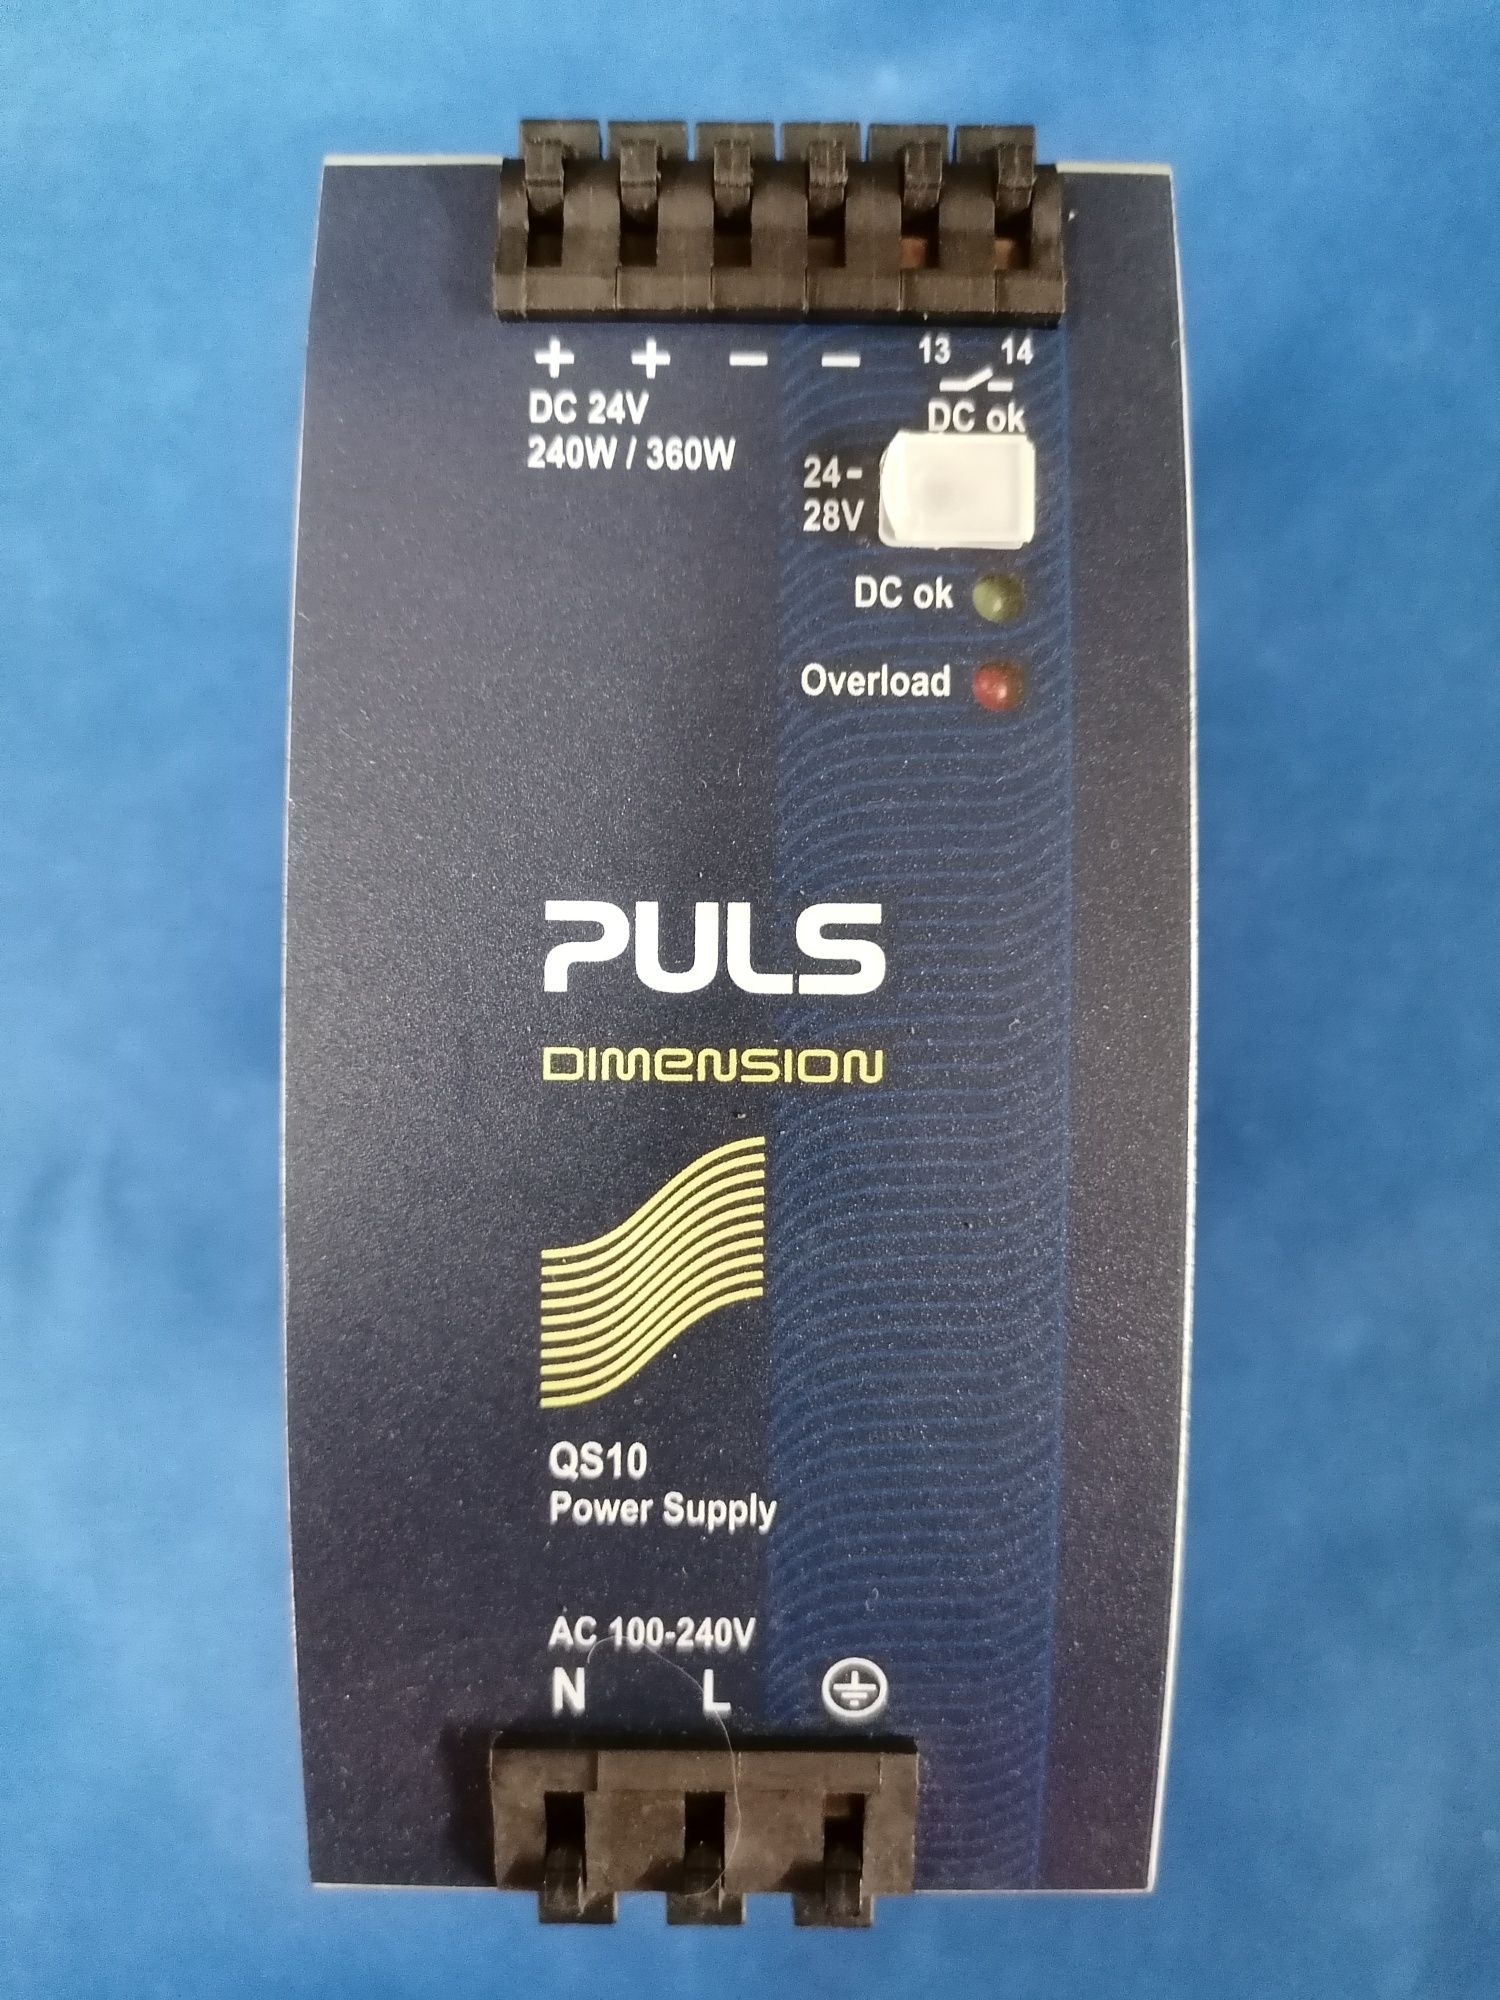 + + − − 13 14
DC 24V
240W / 360W
DC ok
24-
28V
DC ok
Overload
PULS
DIMENSION
QS10
Power Supply
AC 100-240V
N L